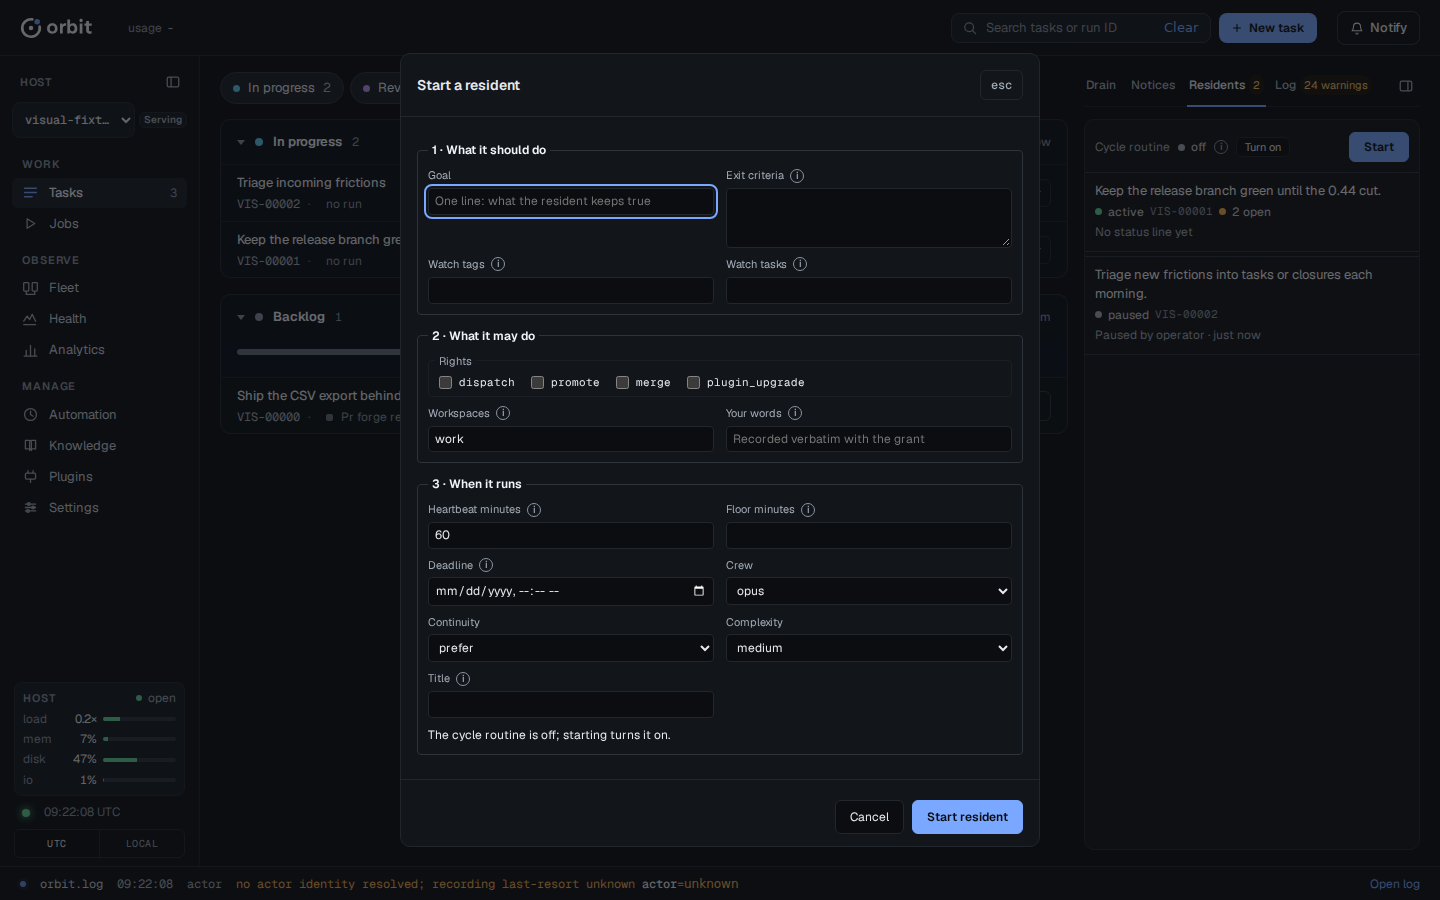 orbit
usage -
Search tasks or run ID
Clear
+ New task
Notify
HOST
visual-fixt…
Serving
WORK
Tasks 3
Jobs
OBSERVE
Fleet
Health
Analytics
MANAGE
Automation
Knowledge
Plugins
Settings
HOST open
load 0.2×
mem 7%
disk 47%
io 1%
09:22:08 UTC
UTC LOCAL
In progress 2
In progress 2
Triage incoming frictions
VIS-00002 · no run
Keep the release branch gre
VIS-00001 · no run
Backlog 1
Ship the CSV export behind
VIS-00000 ·
Start a resident
esc
1 · What it should do
Goal
One line: what the resident keeps true
Exit criteria
Watch tags
Watch tasks
2 · What it may do
Rights
dispatch promote merge plugin_upgrade
Workspaces
work
Your words
Recorded verbatim with the grant
3 · When it runs
Heartbeat minutes
60
Floor minutes
Deadline
mm/dd/yyyy, --:-- --
Crew
opus
Continuity
prefer
Complexity
medium
Title
The cycle routine is off; starting turns it on.
Cancel
Start resident
Drain Notices Residents 2 Log 24 warnings
Cycle routine off Turn on Start
Keep the release branch green until the 0.44 cut.
active VIS-00001 2 open
No status line yet
Triage new frictions into tasks or closures each
morning.
paused VIS-00002
Paused by operator · just now
orbit.log 09:22:08 actor no actor identity resolved; recording last-resort unknown actor=unknown
Open log